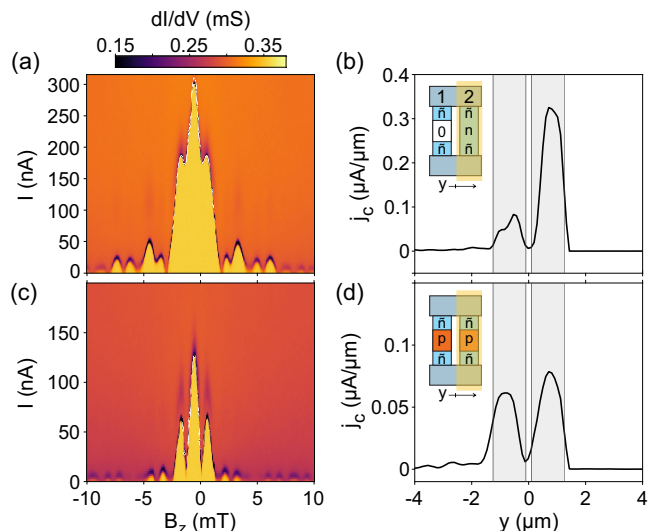 dI/dV (mS)
0.15 0.25 0.35
(a)
I (nA)
300
250
200
150
100
50
0
(b)
j_c (μA/μm)
0.4
0.3
0.2
0.1
0
1 2
ñ ñ
0 n
ñ ñ
y
(c)
I (nA)
150
100
50
0
-10 -5 0 5 10
B_z (mT)
(d)
j_c (μA/μm)
0.1
0.05
0
ñ ñ
p p
ñ ñ
y
-4 -2 0 2 4
y (μm)